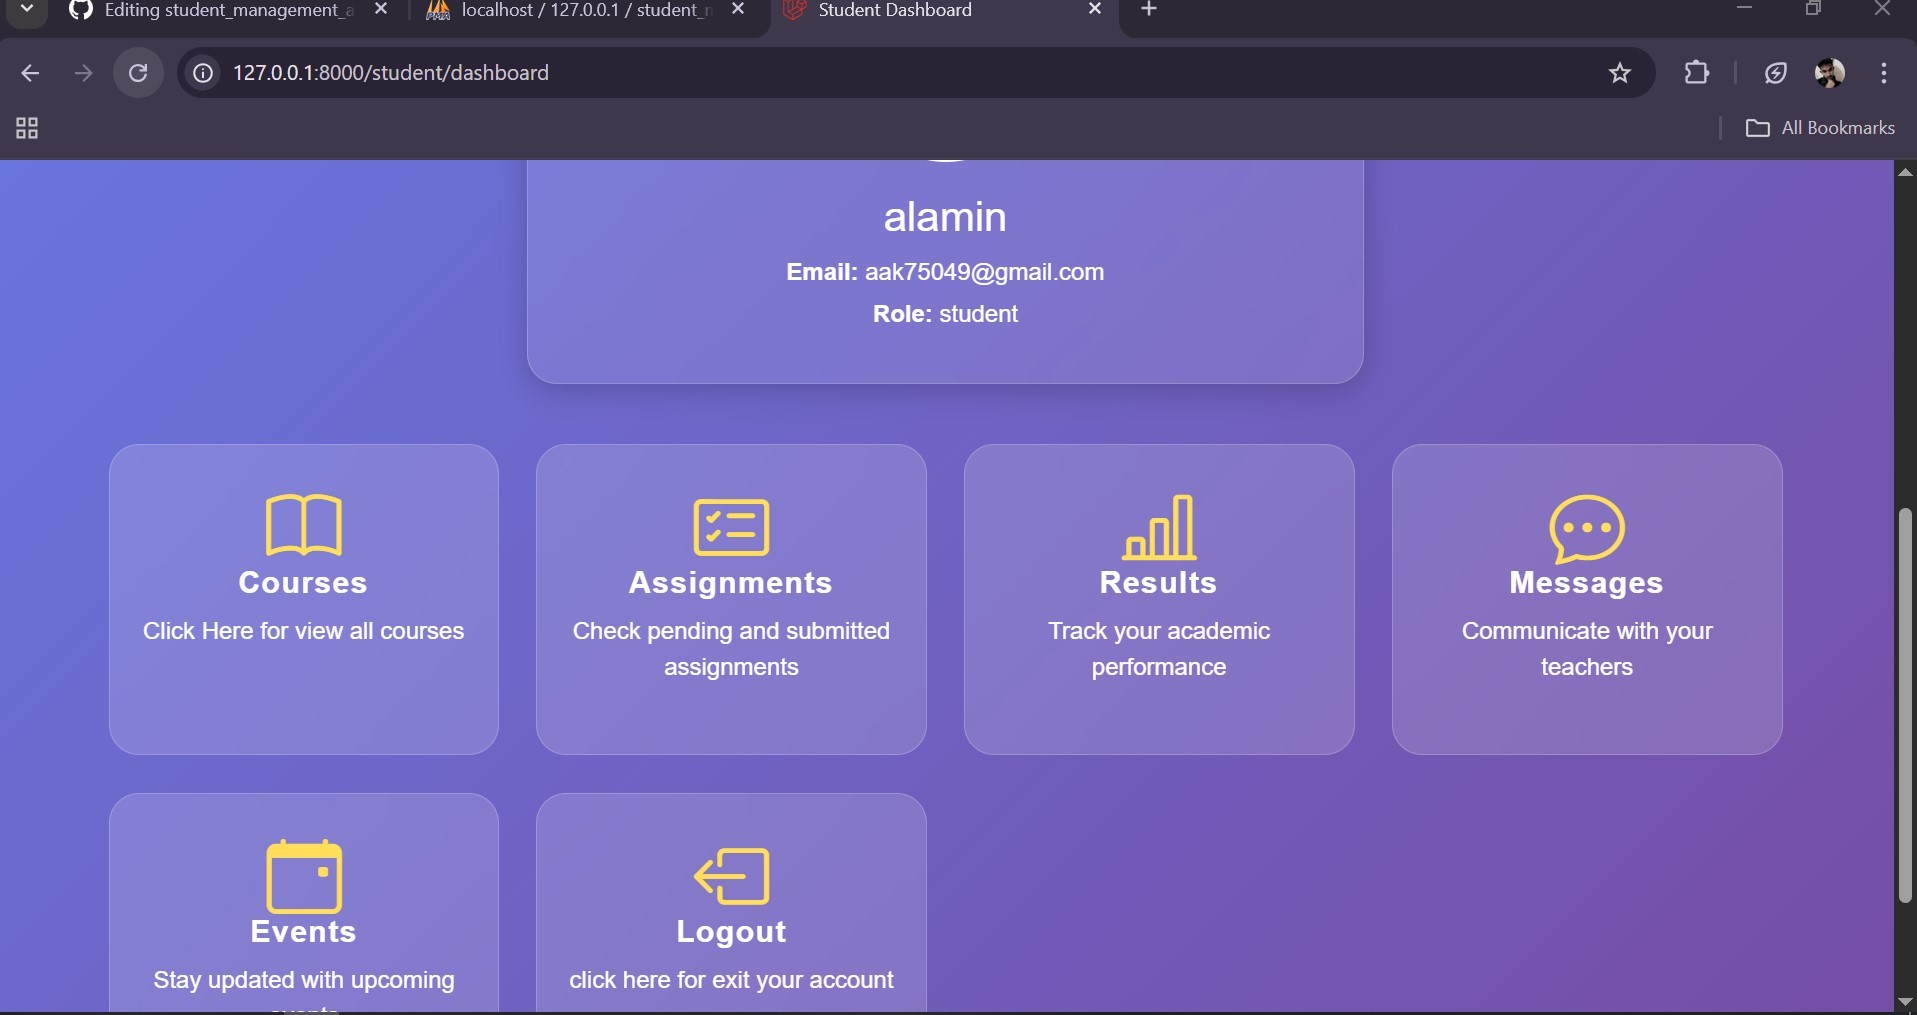 Editing student_management_a
localhost / 127.0.0.1 / student_m
Student Dashboard
127.0.0.1:8000/student/dashboard
All Bookmarks
alamin
Email: aak75049@gmail.com
Role: student
Courses
Click Here for view all courses
Assignments
Check pending and submitted
assignments
Results
Track your academic
performance
Messages
Communicate with your
teachers
Events
Stay updated with upcoming
Logout
click here for exit your account